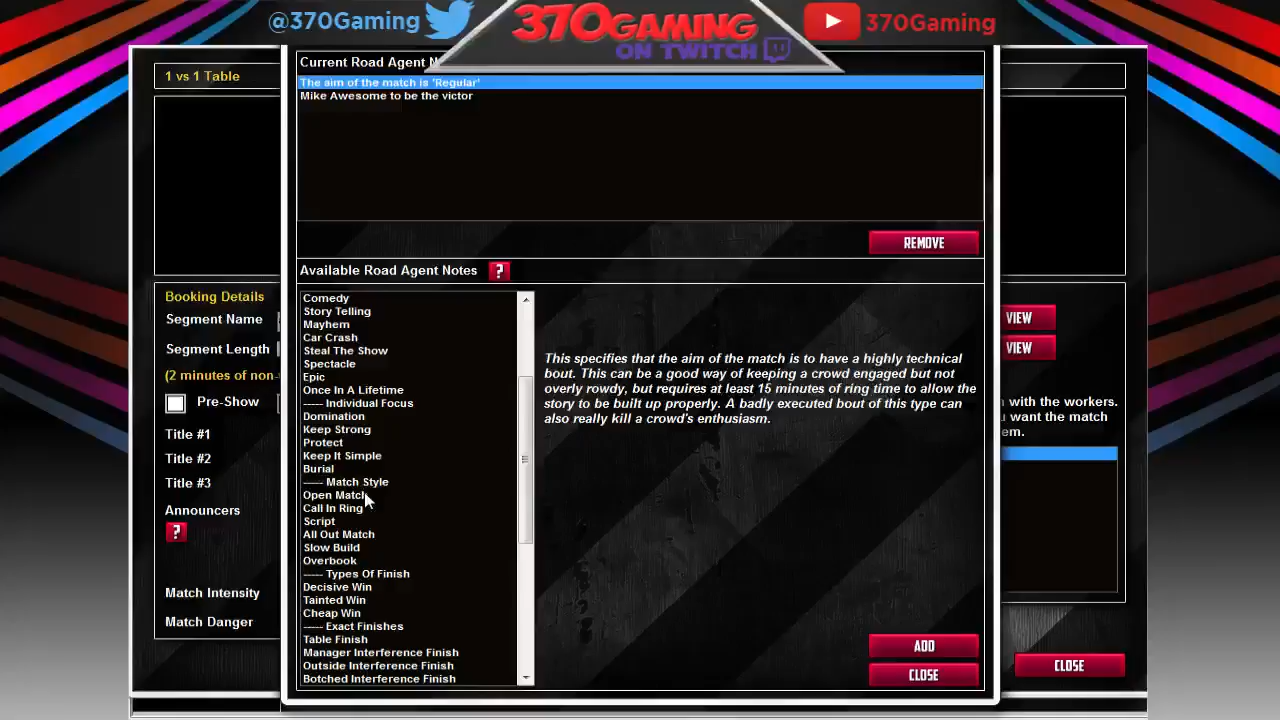 @370Gaming
370GAMING
ON TWITCH
370Gaming
1 vs 1 Table
Current Road Agent N
The aim of the match is 'Regular'
Mike Awesome to be the victor
REMOVE
Available Road Agent Notes
?
Comedy
Story Telling
Mayhem
Car Crash
Steal The Show
Spectacle
Epic
Once In A Lifetime
----- Individual Focus
Domination
Keep Strong
Protect
Keep It Simple
Burial
----- Match Style
Open Match
Call In Ring
Script
All Out Match
Slow Build
Overbook
----- Types Of Finish
Decisive Win
Tainted Win
Cheap Win
----- Exact Finishes
Table Finish
Manager Interference Finish
Outside Interference Finish
Botched Interference Finish
This specifies that the aim of the match is to have a highly technical
bout. This can be a good way of keeping a crowd engaged but not
overly rowdy, but requires at least 15 minutes of ring time to allow the
story to be built up properly. A badly executed bout of this type can
also really kill a crowd's enthusiasm.
ADD
CLOSE
Booking Details
Segment Name
Segment Length
(2 minutes of non-
Pre-Show
Title #1
Title #2
Title #3
Announcers
?
Match Intensity
Match Danger
VIEW
VIEW
with the workers.
want the match
em.
CLOSE